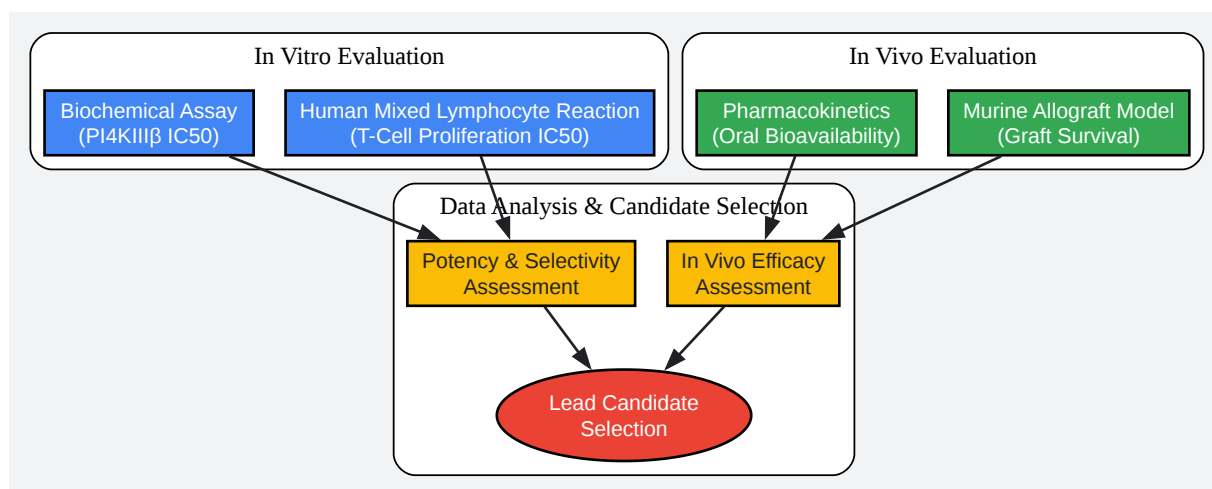 In Vitro Evaluation
In Vivo Evaluation
Biochemical Assay
(PI4KIIIβ IC50)
Human Mixed Lymphocyte Reaction
(T-Cell Proliferation IC50)
Pharmacokinetics
(Oral Bioavailability)
Murine Allograft Model
(Graft Survival)
Data Analysis & Candidate Selection
Potency & Selectivity
Assessment
In Vivo Efficacy
Assessment
Lead Candidate
Selection